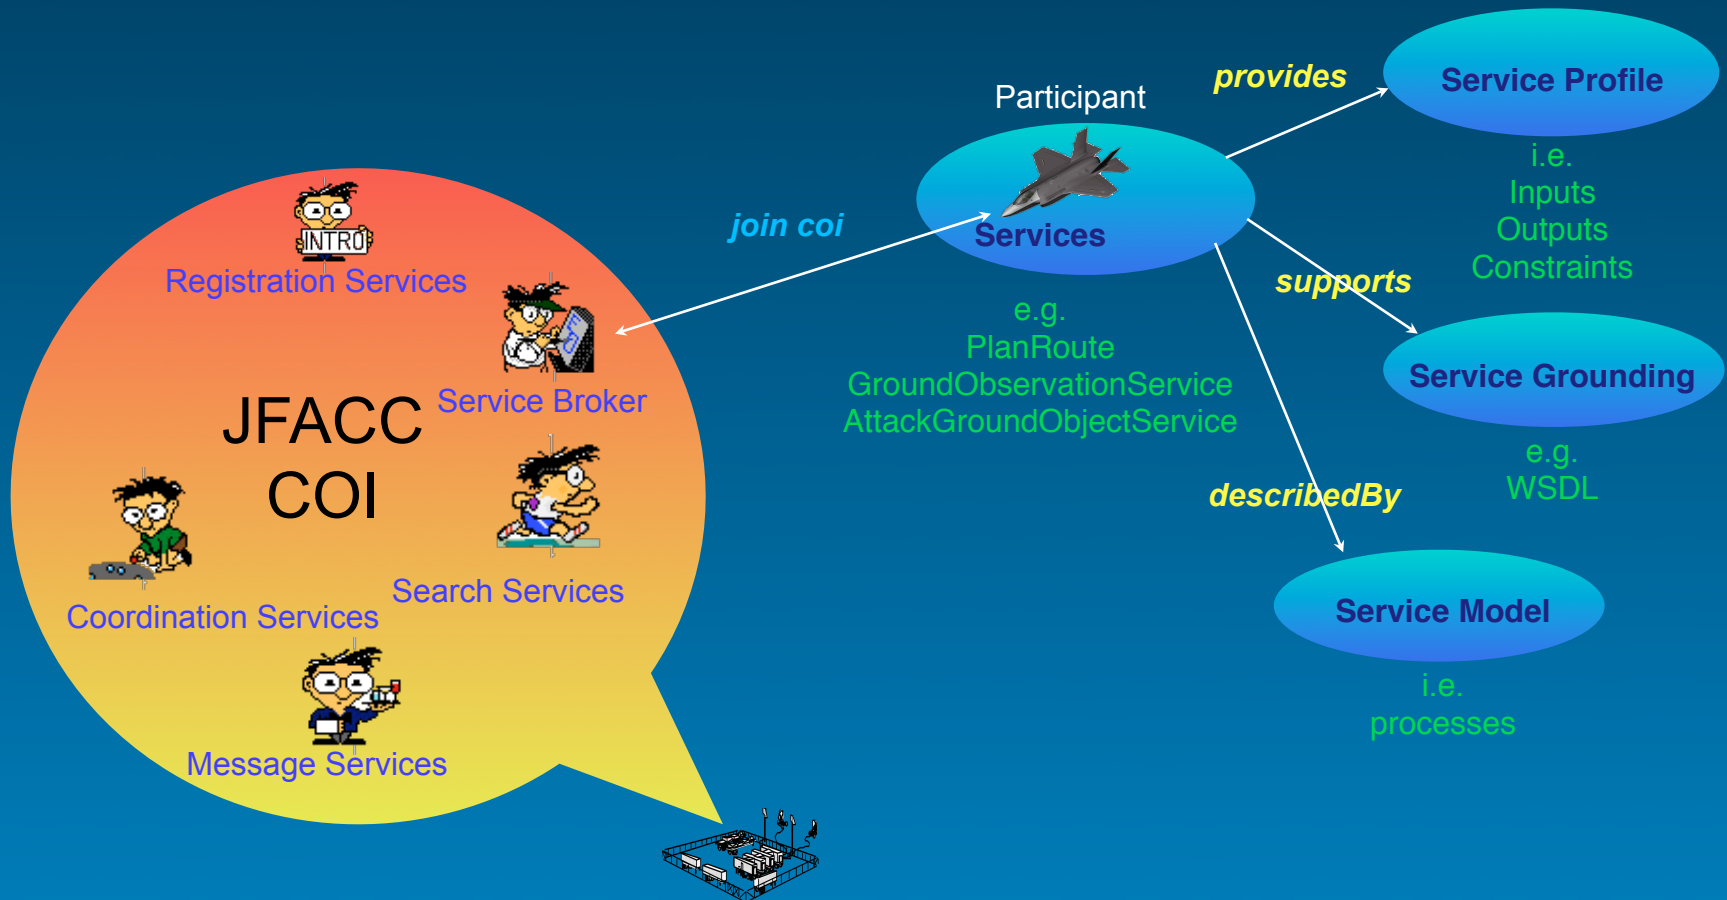 INTRO
Registration Services
Service Broker
JFACC
COI
Search Services
Coordination Services
Message Services
join coi
Participant
Services
e.g.
PlanRoute
GroundObservationService
AttackGroundObjectService
provides
Service Profile
i.e.
Inputs
Outputs
Constraints
supports
Service Grounding
e.g.
WSDL
describedBy
Service Model
i.e.
processes